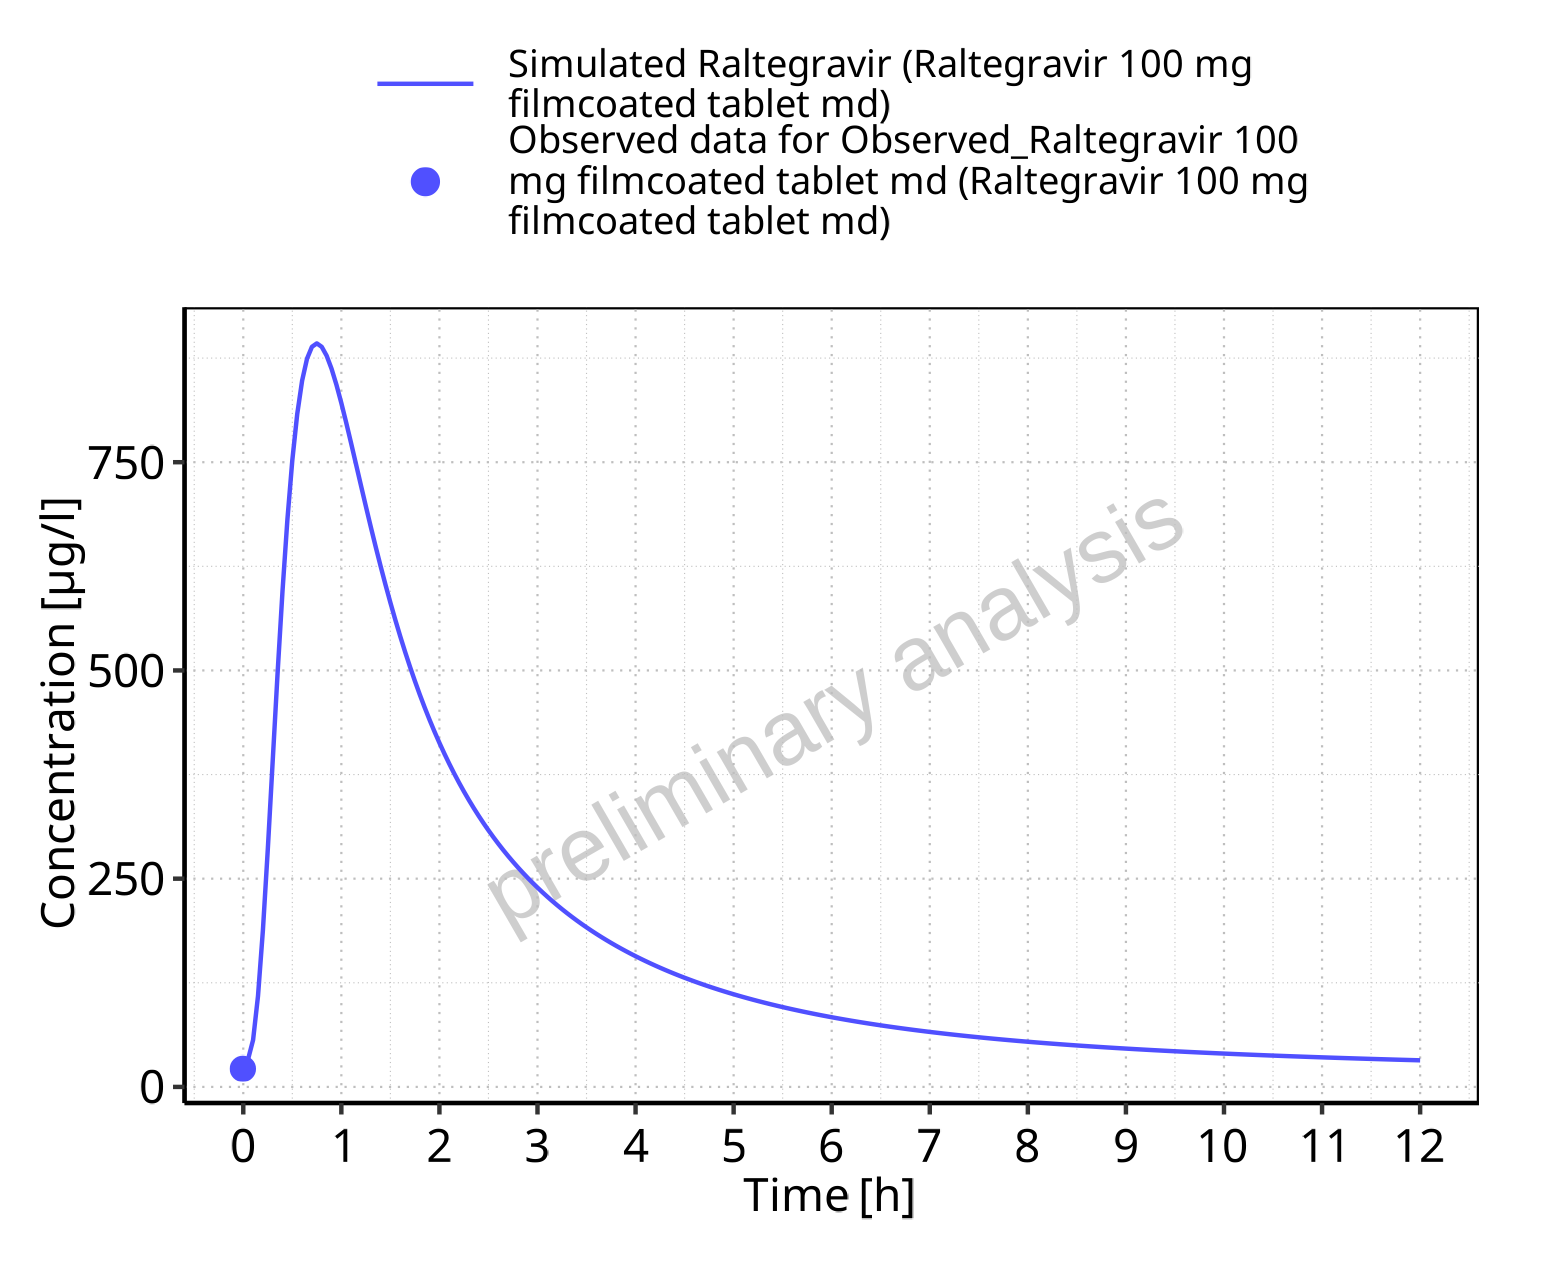 Simulated Raltegravir (Raltegravir 100 mg
filmcoated tablet md)
Observed data for Observed_Raltegravir 100
mg filmcoated tablet md (Raltegravir 100 mg
filmcoated tablet md)
Concentration [µg/l]
750
500
250
0
preliminary analysis
0 1 2 3 4 5 6 7 8 9 10 11 12
Time [h]